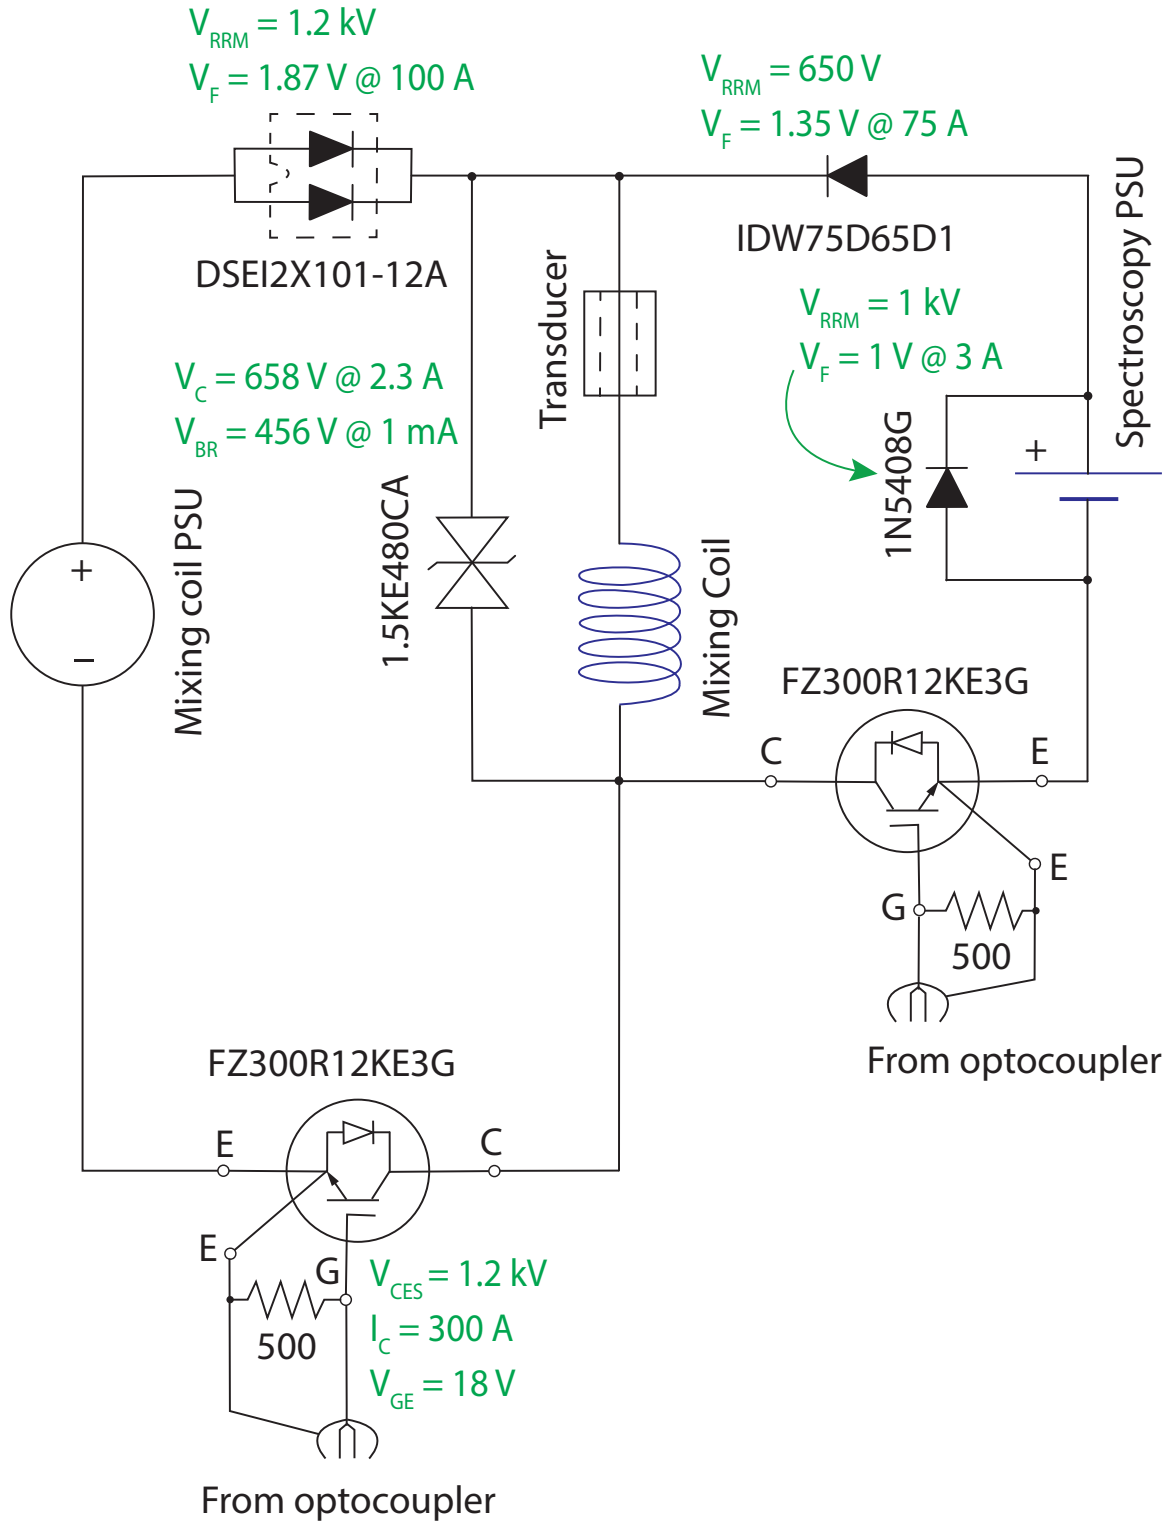 V_RRM = 1.2 kV
V_F = 1.87 V @ 100 A
V_RRM = 650 V
V_F = 1.35 V @ 75 A
DSEI2X101-12A
IDW75D65D1
Spectroscopy PSU
Transducer
V_RRM = 1 kV
V_F = 1 V @ 3 A
V_C = 658 V @ 2.3 A
V_BR = 456 V @ 1 mA
1N5408G
+
Mixing coil PSU
+
−
1.5KE480CA
Mixing Coil
FZ300R12KE3G
C
E
E
G
500
From optocoupler
FZ300R12KE3G
E
C
E
G
500
V_CES = 1.2 kV
I_C = 300 A
V_GE = 18 V
From optocoupler